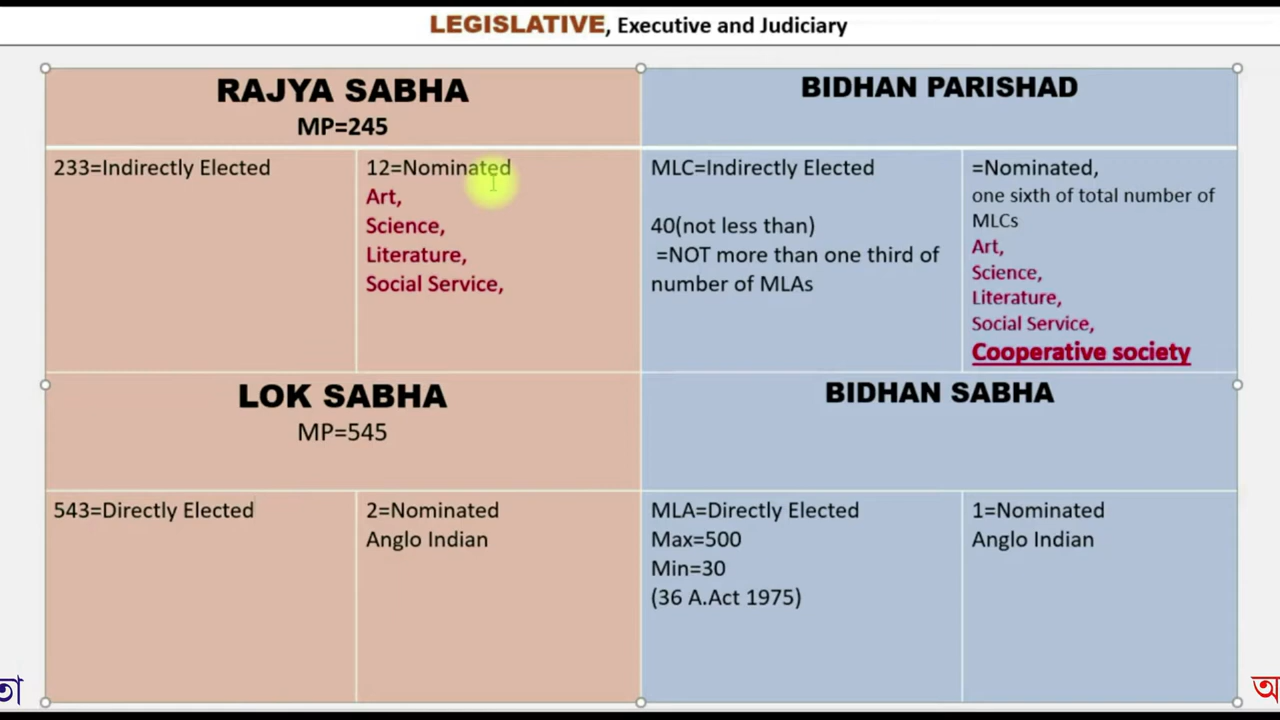 LEGISLATIVE, Executive and Judiciary
RAJYA SABHA
MP=245
233=Indirectly Elected
12=Nominated
Art,
Science,
Literature,
Social Service,
BIDHAN PARISHAD
MLC=Indirectly Elected
40(not less than)
=NOT more than one third of
number of MLAs
=Nominated,
one sixth of total number of
MLCs
Art,
Science,
Literature,
Social Service,
Cooperative society
LOK SABHA
MP=545
543=Directly Elected
2=Nominated
Anglo Indian
BIDHAN SABHA
MLA=Directly Elected
Max=500
Min=30
(36 A.Act 1975)
1=Nominated
Anglo Indian